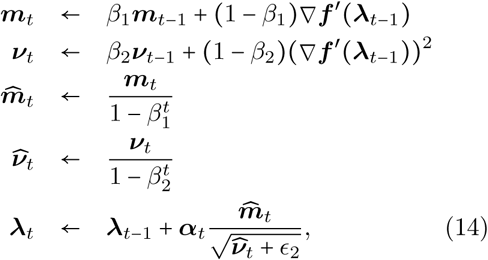 m_t ← β_1 m_{t−1} + (1 − β_1)∇f′(λ_{t−1})
ν_t ← β_2 ν_{t−1} + (1 − β_2)(∇f′(λ_{t−1}))^2
m̂_t ← m_t / (1 − β_1^t)
ν̂_t ← ν_t / (1 − β_2^t)
λ_t ← λ_{t−1} + α_t m̂_t / √(ν̂_t + ϵ_2), (14)